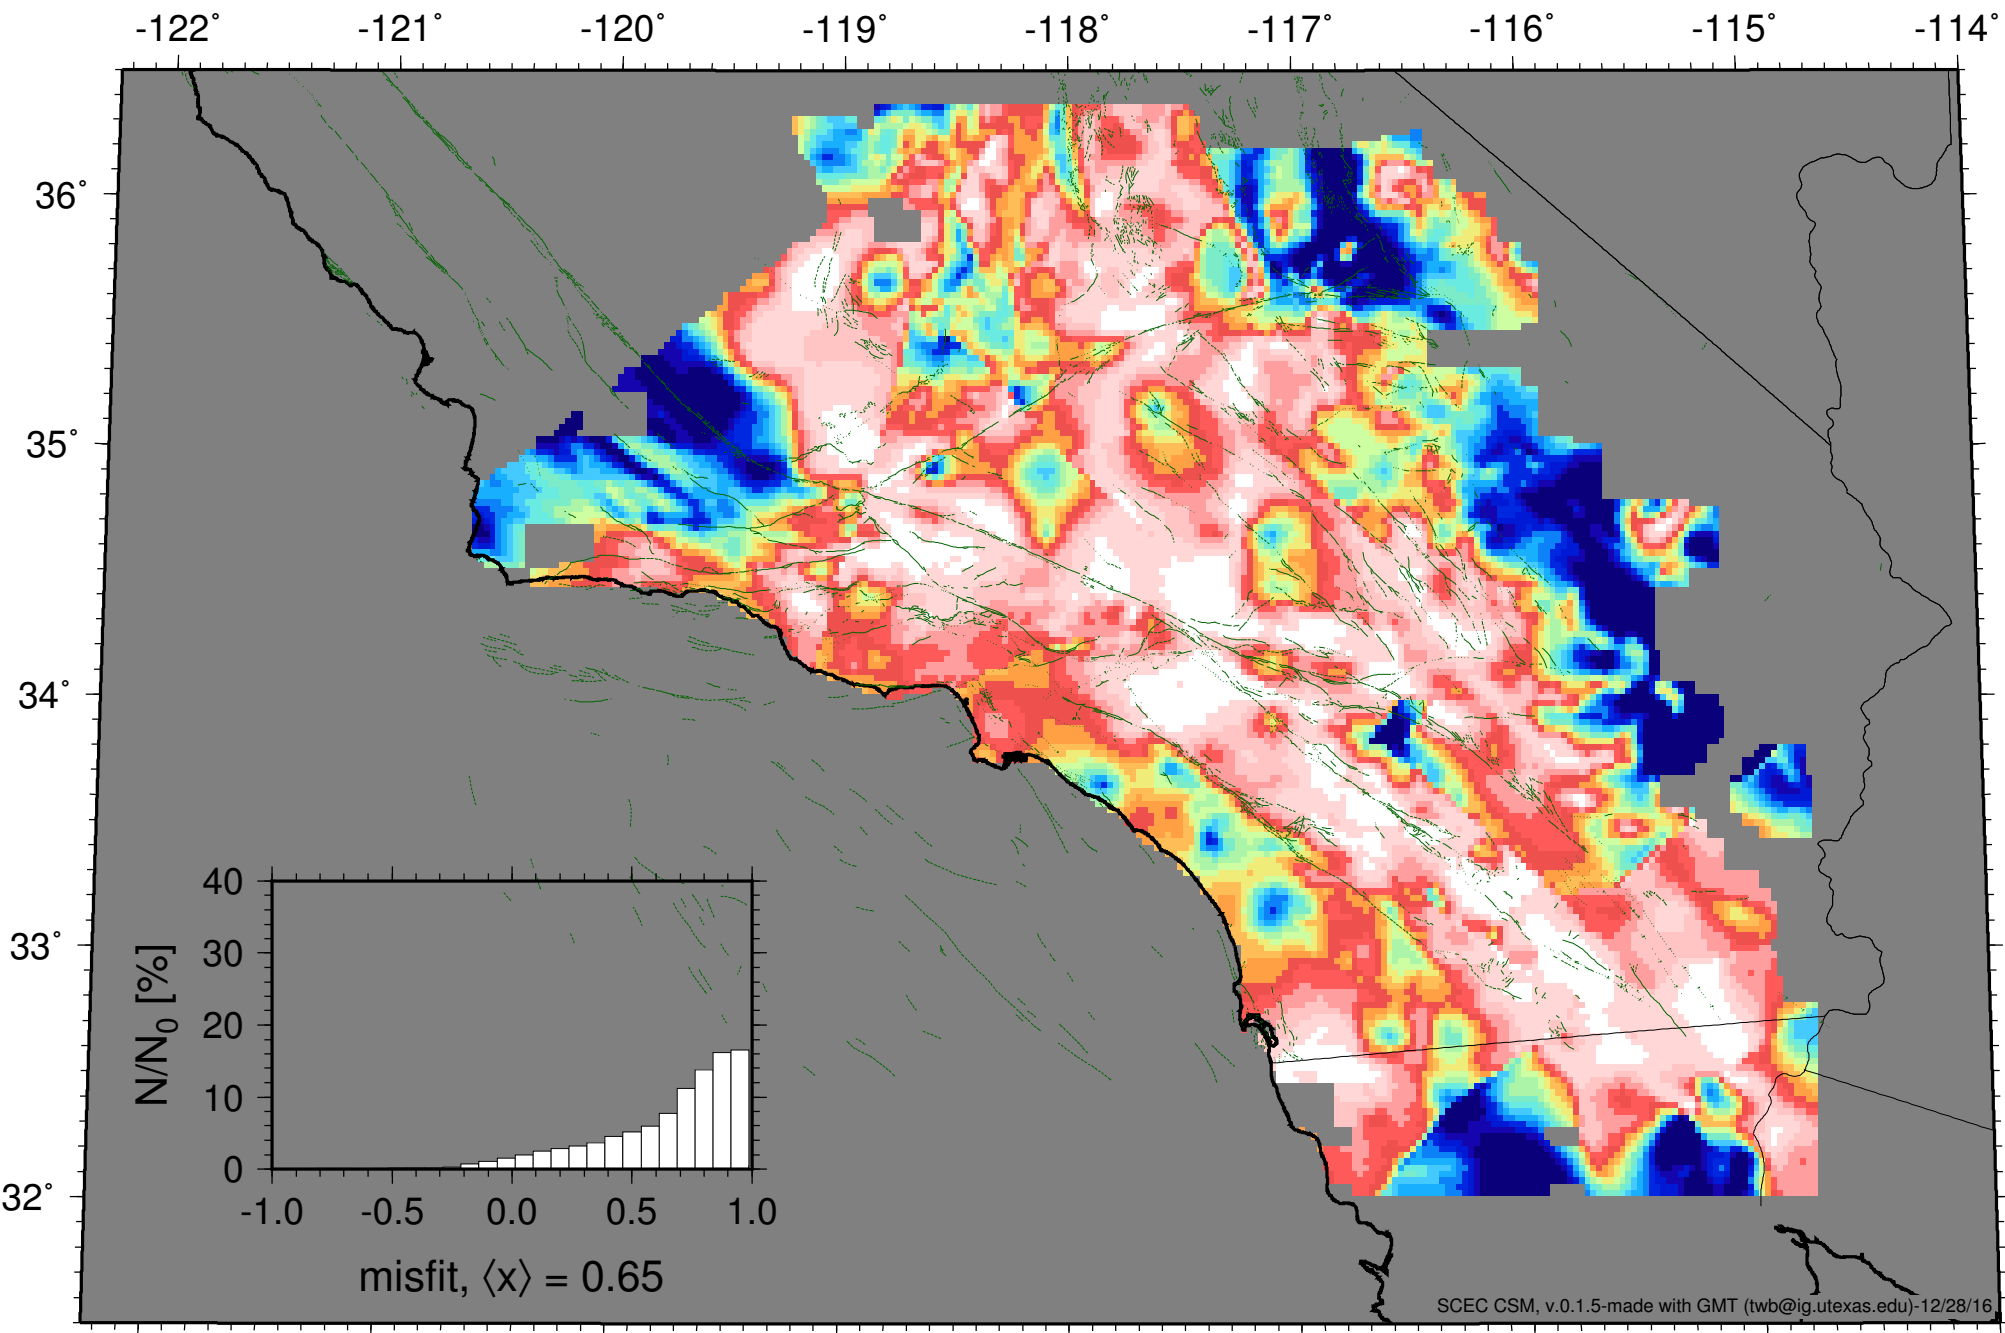 -122° -121° -120° -119° -118° -117° -116° -115° -114°
36°
35°
34°
33°
32°
40
30
20
10
0
N/N0 [%]
-1.0 -0.5 0.0 0.5 1.0
misfit, ⟨x⟩ = 0.65
SCEC CSM, v.0.1.5-made with GMT (twb@ig.utexas.edu)-12/28/16